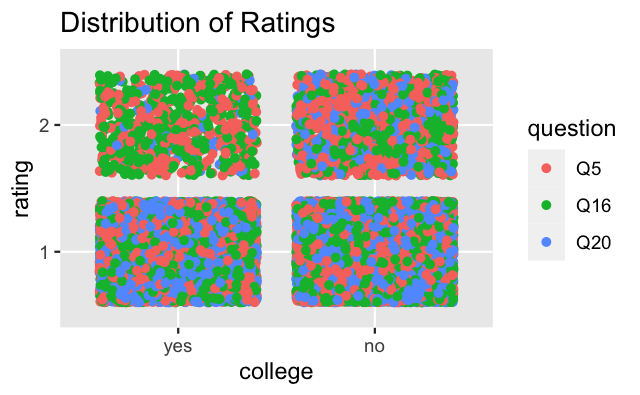 Distribution of Ratings
rating
2
1
yes
no
college
question
Q5
Q16
Q20